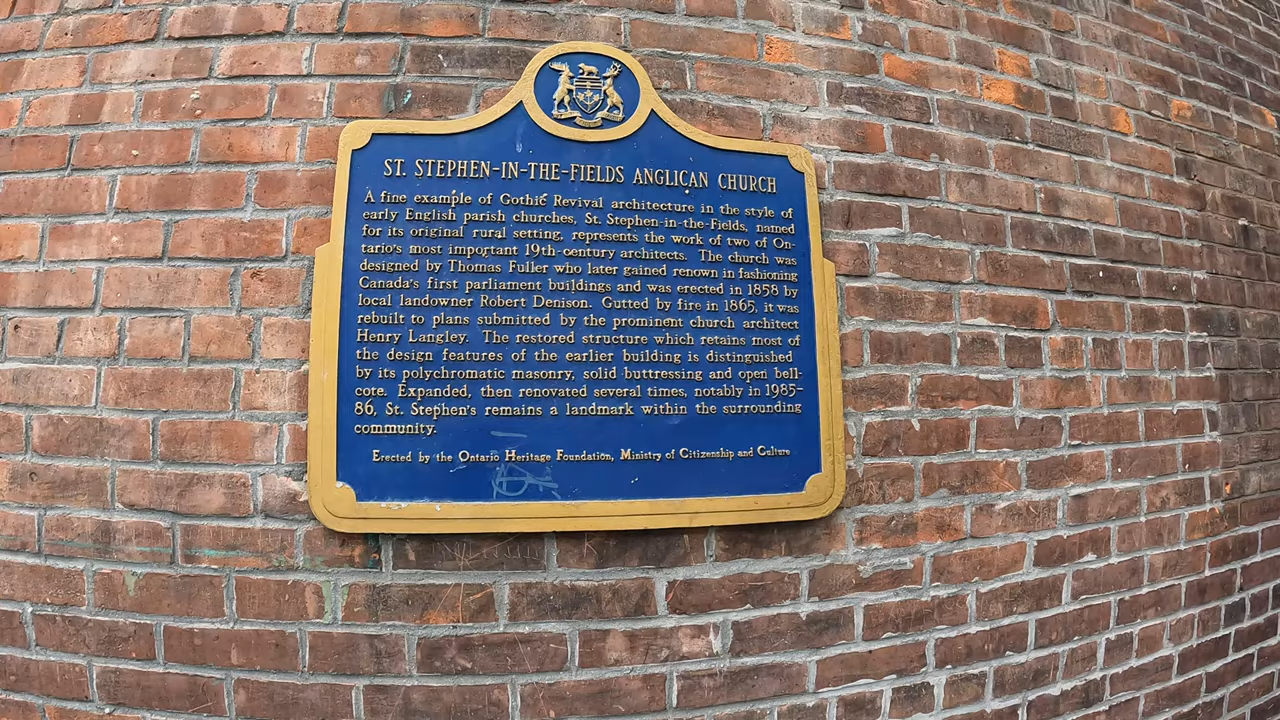 ST. STEPHEN-IN-THE-FIELDS ANGLICAN CHURCH
A fine example of Gothic Revival architecture in the style of
early English parish churches, St. Stephen-in-the-Fields, named
for its original rural setting, represents the work of two of On-
tario's most important 19th-century architects. The church was
designed by Thomas Fuller who later gained renown in fashioning
Canada's first parliament buildings and was erected in 1858 by
local landowner Robert Denison. Gutted by fire in 1865, it was
rebuilt to plans submitted by the prominent church architect
Henry Langley. The restored structure which retains most of
the design features of the earlier building is distinguished
by its polychromatic masonry, solid buttressing and open bell-
cote. Expanded, then renovated several times, notably in 1985-
86, St. Stephen's remains a landmark within the surrounding
community.
Erected by the Ontario Heritage Foundation, Ministry of Citizenship and Culture